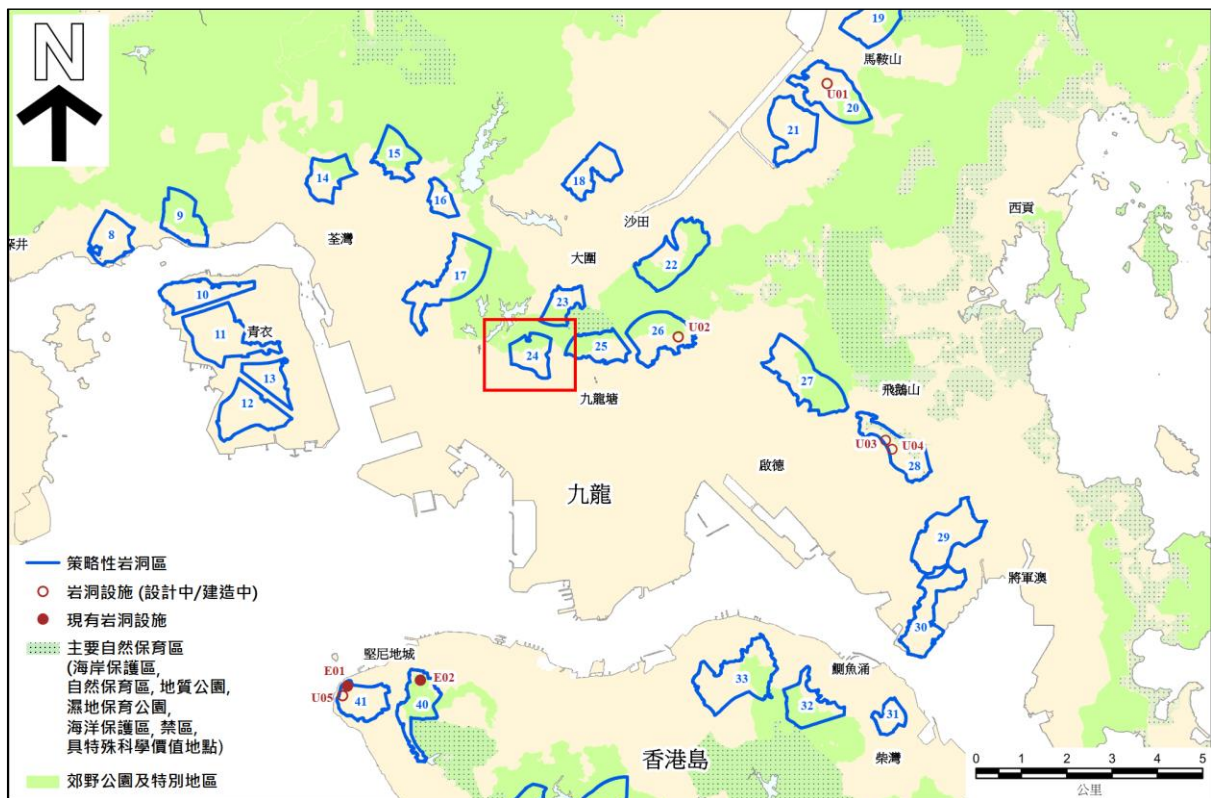 N
19
馬鞍山
U01
20
21
15
14
16
18
9
8
深井
荃灣
沙田
西貢
大圍
22
17
10
11
青衣
13
12
23
24
25
26
U02
九龍塘
27
飛鵝山
U03
U04
28
啟德
九龍
29
將軍澳
30
策略性岩洞區
岩洞設施 (設計中/建造中)
現有岩洞設施
主要自然保育區
(海岸保護區,
自然保育區, 地質公園,
濕地保育公園,
海洋保護區, 禁區,
具特殊科學價值地點)
郊野公園及特別地區
堅尼地城
E01
U05
41
E02
40
33
32
鰂魚涌
31
柴灣
香港島
0 1 2 3 4 5
公里